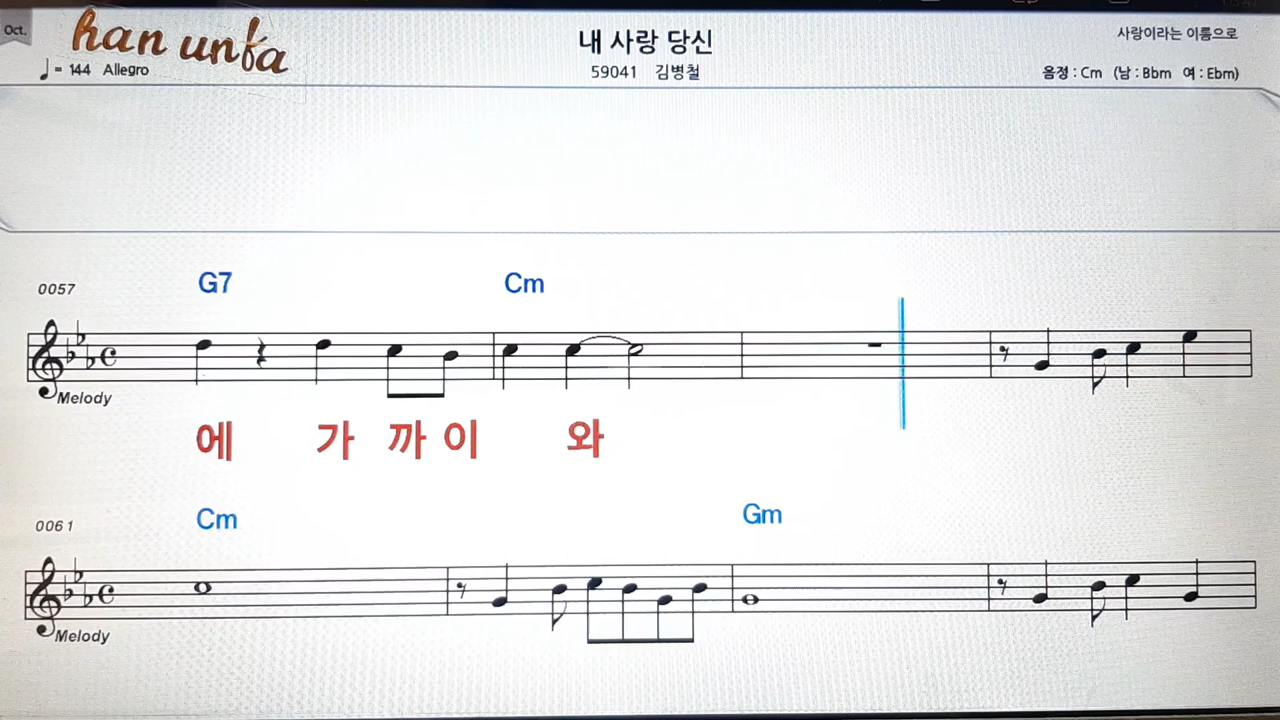 Oct.
han unfa
내 사랑 당신
사랑이라는 이름으로
= 144 Allegro
59041 김병철
음정 : Cm (남 : Bbm 여 : Ebm)
0057
G7 Cm
Melody
에 가 까 이 와
0061
Cm Gm
Melody